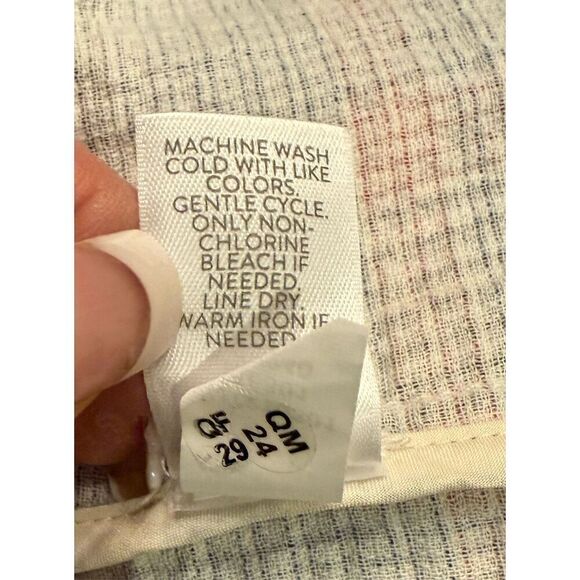 MACHINE WASH
COLD WITH LIKE
COLORS.
GENTLE CYCLE.
ONLY NON-
CHLORINE
BLEACH IF
NEEDED.
LINE DRY.
WARM IRON IF
NEEDED.
QM
24
29